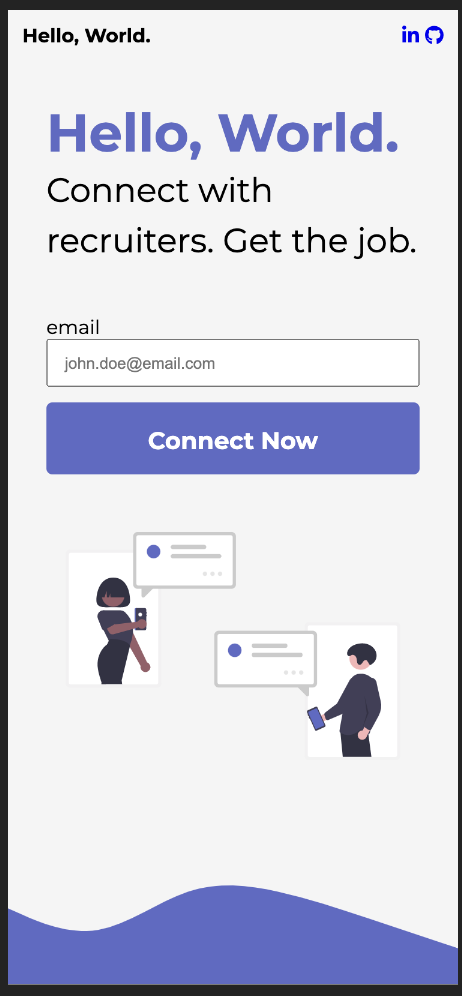 Hello, World.
in
Hello, World.
Connect with
recruiters. Get the job.
email
john.doe@email.com
Connect Now